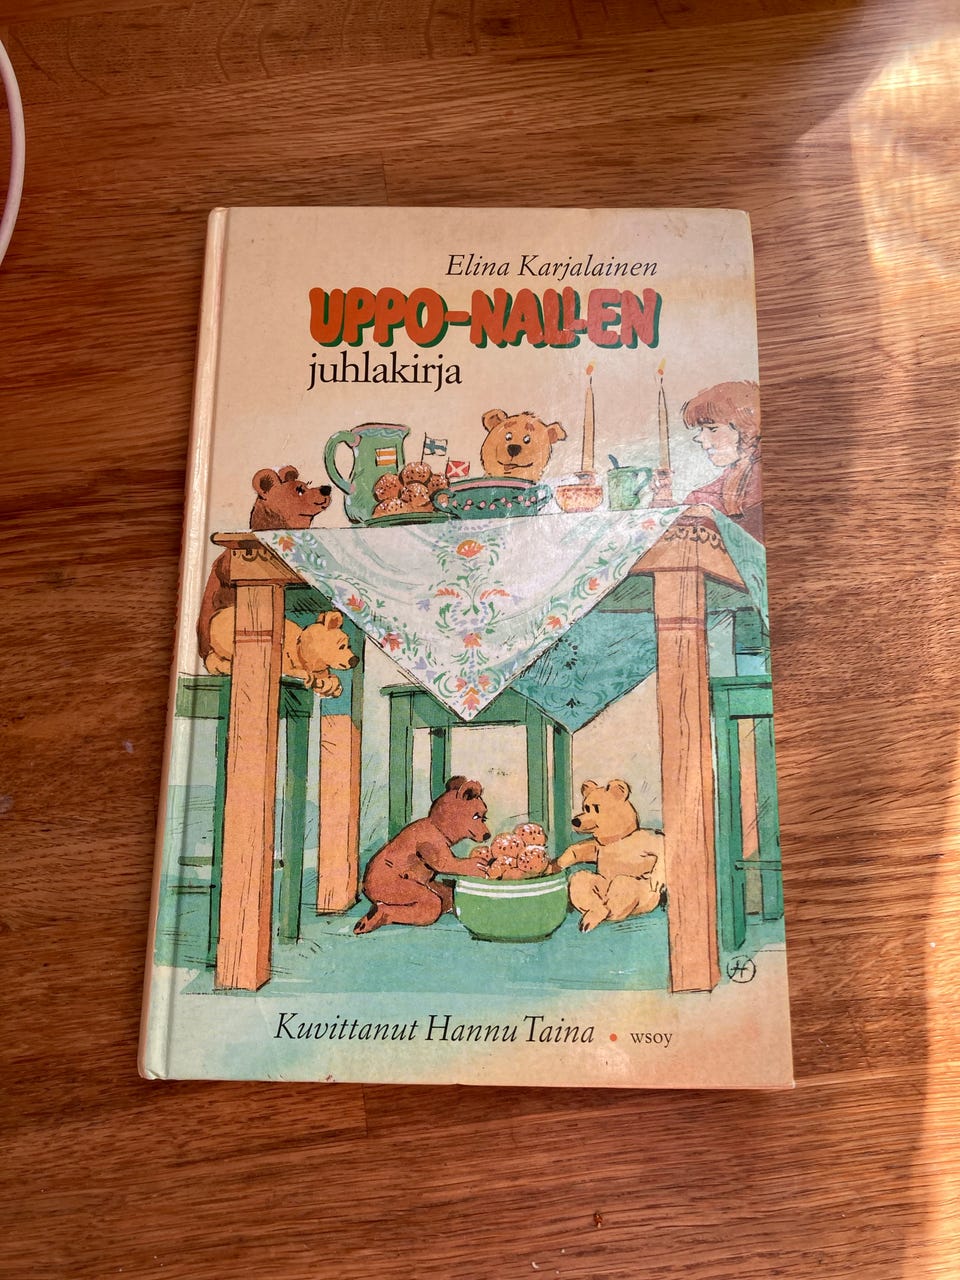 Elina Karjalainen
UPPO-NALLEN
juhlakirja
Kuvittanut Hannu Taina • WSOY